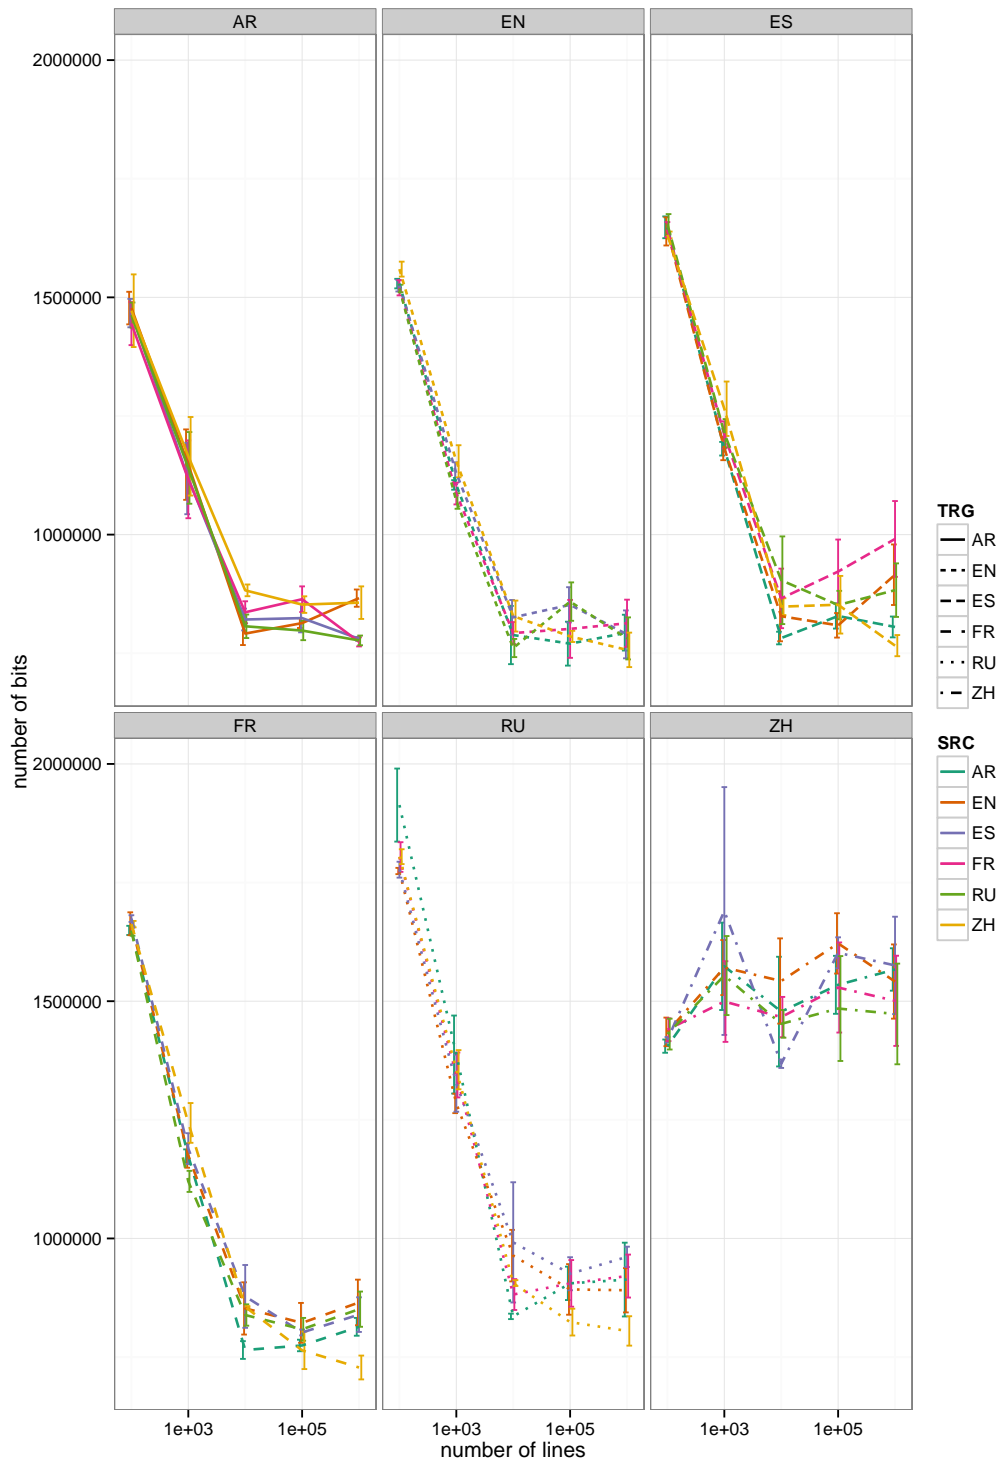 AR
EN
ES
2000000
1500000
1000000
number of bits
FR
RU
ZH
2000000
1500000
1000000
1e+03
1e+05
1e+03
1e+05
1e+03
1e+05
number of lines
TRG
AR
EN
ES
FR
RU
ZH
SRC
AR
EN
ES
FR
RU
ZH